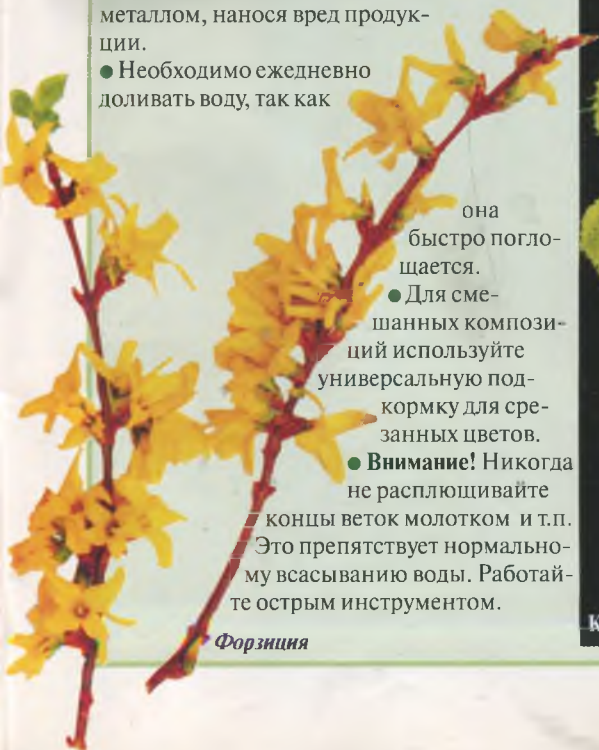 металлом, нанося вред продук-
ции.
● Необходимо ежедневно
доливать воду, так как
она
быстро погло-
щается.
● Для сме-
шанных компози-
ций используйте
универсальную под-
кормку для сре-
занных цветов.
● Внимание! Никогда
не расплющивайте
концы веток молотком и т.п.
Это препятствует нормально-
му всасыванию воды. Работай-
те острым инструментом.
Форзиция
К